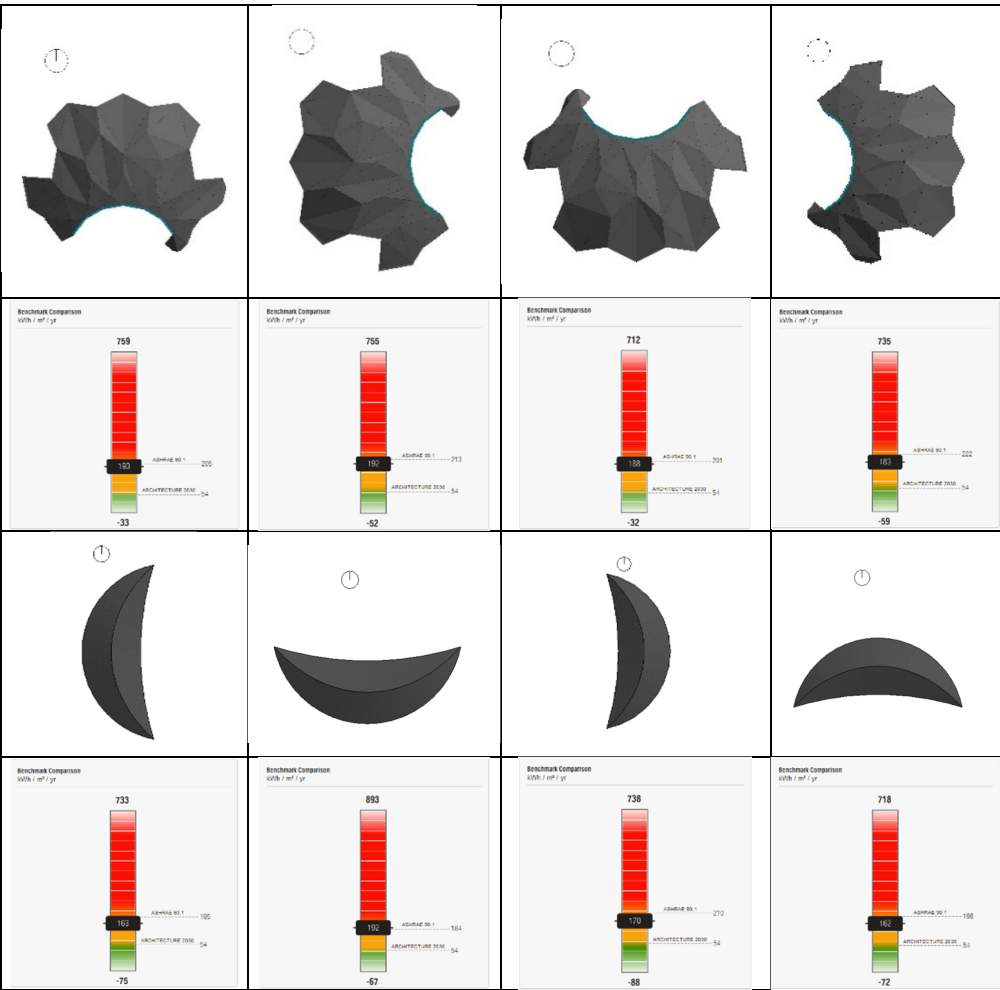 Benchmark Comparison
kWh / m² / yr
759
ASHRAE 90.1
193
ARCHITECTURE 2030
54
-33
Benchmark Comparison
kWh / m² / yr
755
ASHRAE 90.1
213
192
ARCHITECTURE 2030
54
-52
Benchmark Comparison
kWh / m² / yr
712
ASHRAE 90.1
201
188
ARCHITECTURE 2030
54
-32
Benchmark Comparison
kWh / m² / yr
735
ASHRAE 90.1
183
ARCHITECTURE 2030
54
-59
Benchmark Comparison
kWh / m² / yr
733
ASHRAE 90.1
195
163
ARCHITECTURE 2030
54
-75
Benchmark Comparison
kWh / m² / yr
893
ASHRAE 90.1
184
192
ARCHITECTURE 2030
54
-67
Benchmark Comparison
kWh / m² / yr
738
ASHRAE 90.1
210
170
ARCHITECTURE 2030
54
-88
Benchmark Comparison
kWh / m² / yr
718
ASHRAE 90.1
162
ARCHITECTURE 2030
54
-72